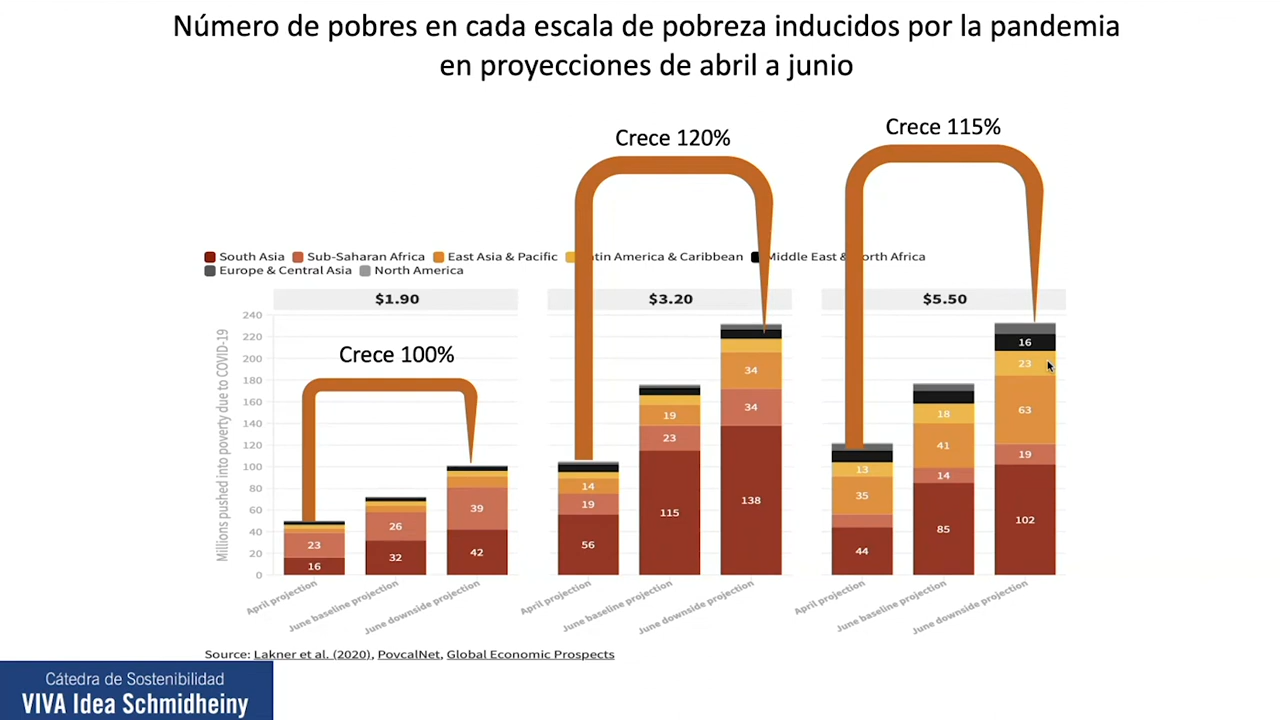 Número de pobres en cada escala de pobreza inducidos por la pandemia
en proyecciones de abril a junio
Crece 120%
Crece 115%
South Asia Sub-Saharan Africa East Asia & Pacific tin America & Caribbean Middle East & orth Africa
Europe & Central Asia North America
$1.90 $3.20 $5.50
Crece 100%
Millions pushed into poverty due to COVID-19
240
220
200
180
160
140
120
100
80
60
40
20
0
23
16
26
32
39
42
14
19
56
19
23
115
34
34
138
13
35
44
18
41
14
85
16
23
63
19
102
April projection
June baseline projection
June downside projection
April projection
June baseline projection
June downside projection
April projection
June baseline projection
June downside projection
Source: Lakner et al. (2020), PovcalNet, Global Economic Prospects
Cátedra de Sostenibilidad
VIVA Idea Schmidheiny